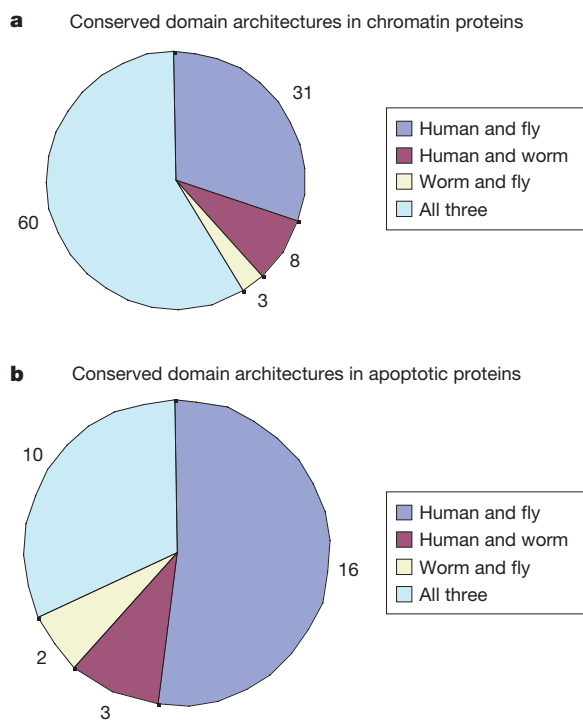 a Conserved domain architectures in chromatin proteins
31
Human and fly
Human and worm
Worm and fly
All three
60
8
3
b Conserved domain architectures in apoptotic proteins
10
Human and fly
Human and worm
Worm and fly
All three
16
2
3